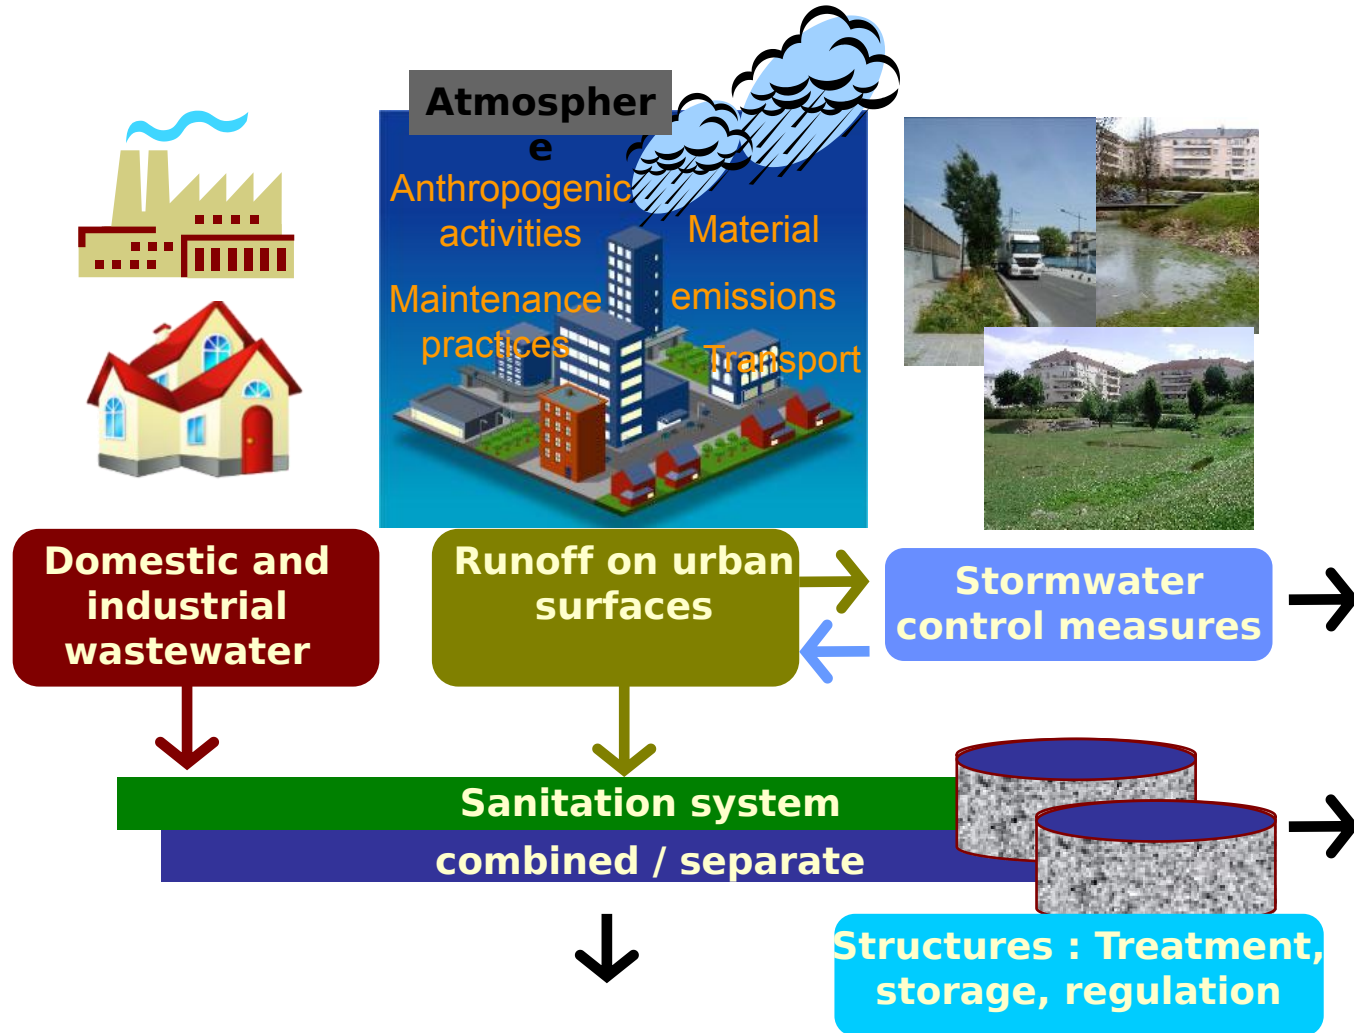 Atmospher
e
Anthropogenic
activities
Material
Maintenance
practices
emissions
Transport
Domestic and
industrial
wastewater
Runoff on urban
surfaces
Stormwater
control measures
Sanitation system
combined / separate
Structures : Treatment,
storage, regulation